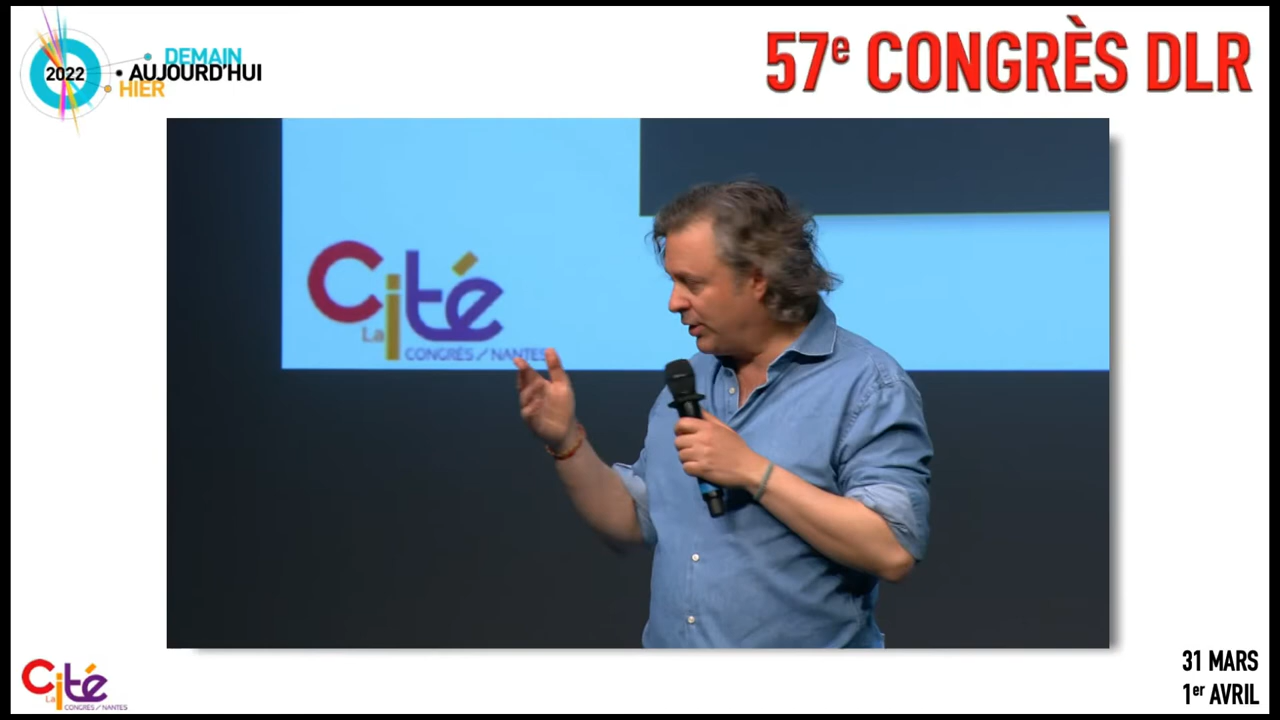 2022
DEMAIN
AUJOURD'HUI
HIER
57e CONGRÈS DLR
Cité
La
CONGRÈS / NANTES
Cité
La
CONGRÈS / NANTES
31 MARS
1er AVRIL